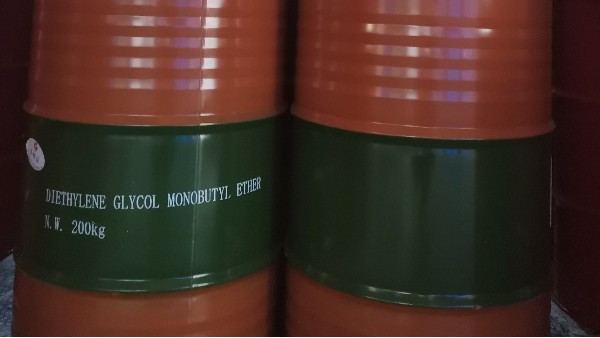 DIETHYLENE GLYCOL MONOBUTYL ETHER
N.W. 200kg